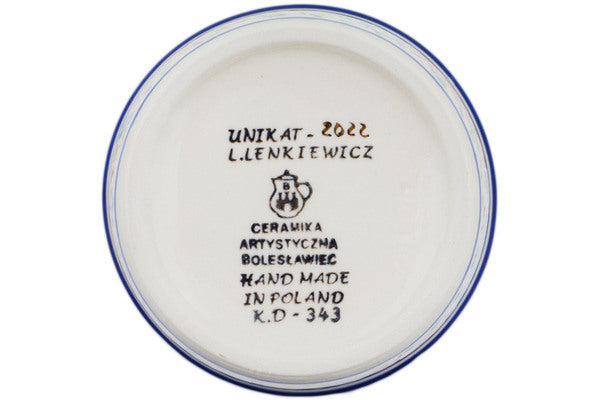 UNIKAT - 2022
L.LENKIEWICZ
B
CERAMIKA
ARTYSTYCZNA
BOLESŁAWIEC
HAND MADE
IN POLAND
K.D - 343